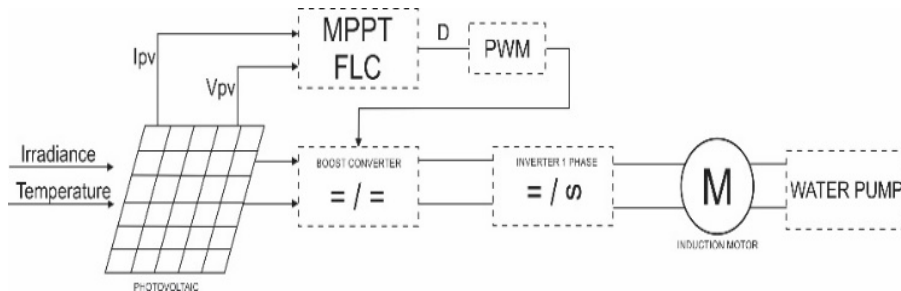 MPPT
FLC
D
PWM
Ipv
Vpv
Irradiance
Temperature
BOOST CONVERTER
= / =
INVERTER 1 PHASE
= / S
M
WATER PUMP
INDUCTION MOTOR
PHOTOVOLTAIC